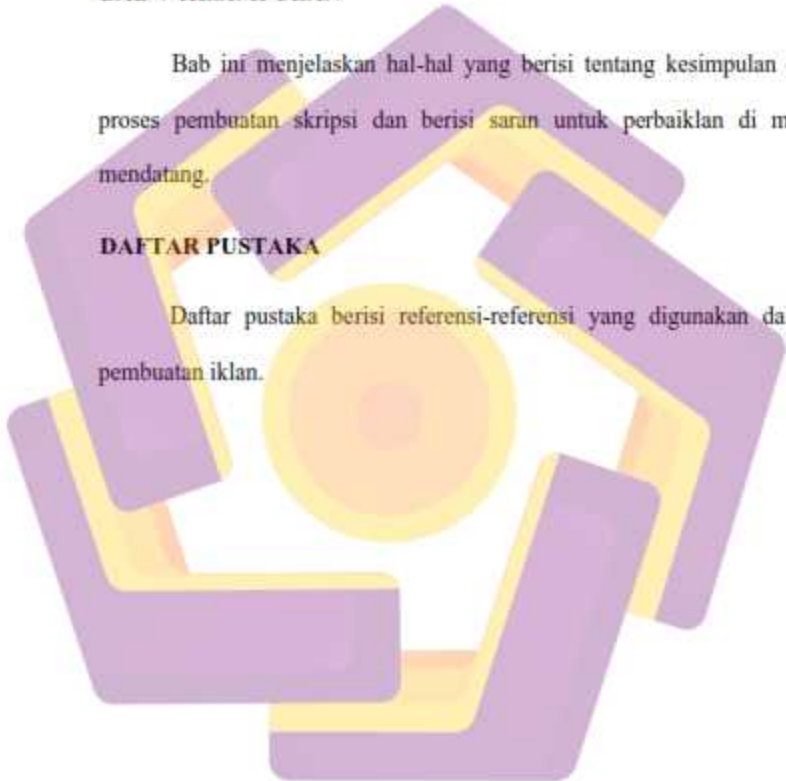 Bab ini menjelaskan hal-hal yang berisi tentang kesimpulan
proses pembuatan skripsi dan berisi saran untuk perbaiklan di
mendatang.
DAFTAR PUSTAKA
Daftar pustaka berisi referensi-referensi yang digunakan
pembuatan iklan.